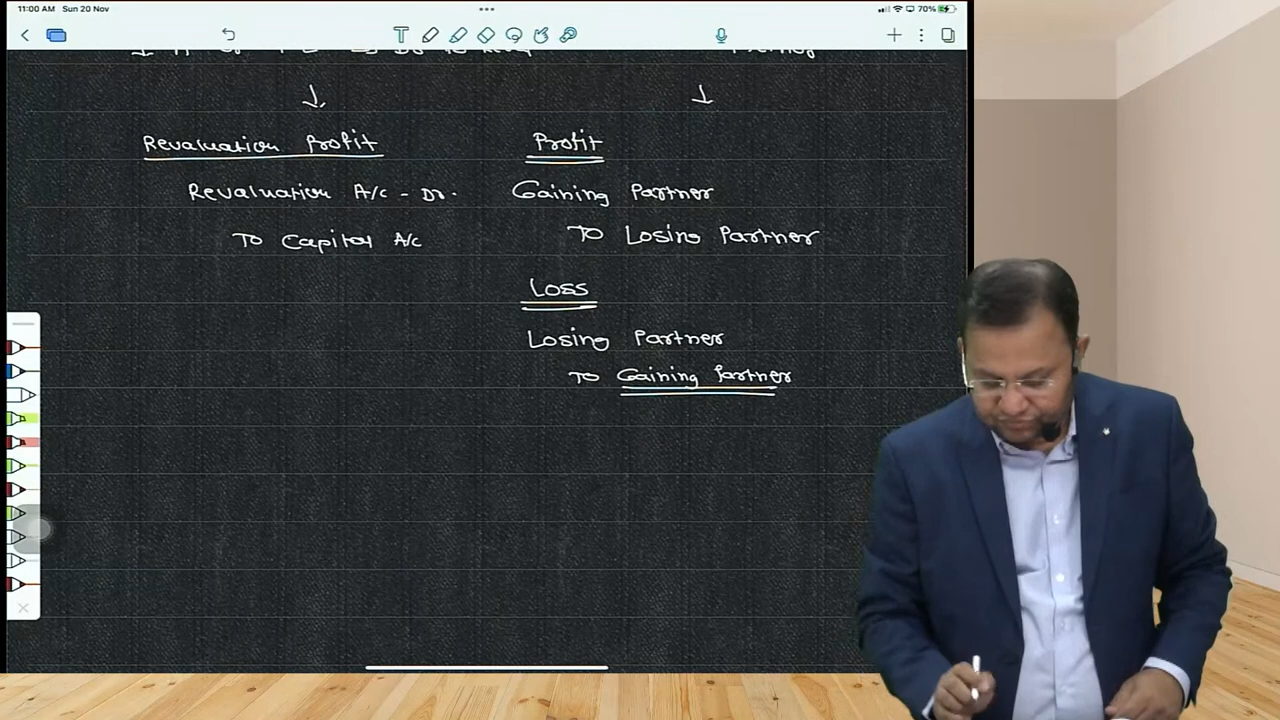 11:00 AM Sun 20 Nov
70%
Revaluation Profit
Revaluation A/c - Dr.
To Capital A/c
Profit
Gaining Partner
To Losing Partner
Loss
Losing Partner
To Gaining Partner